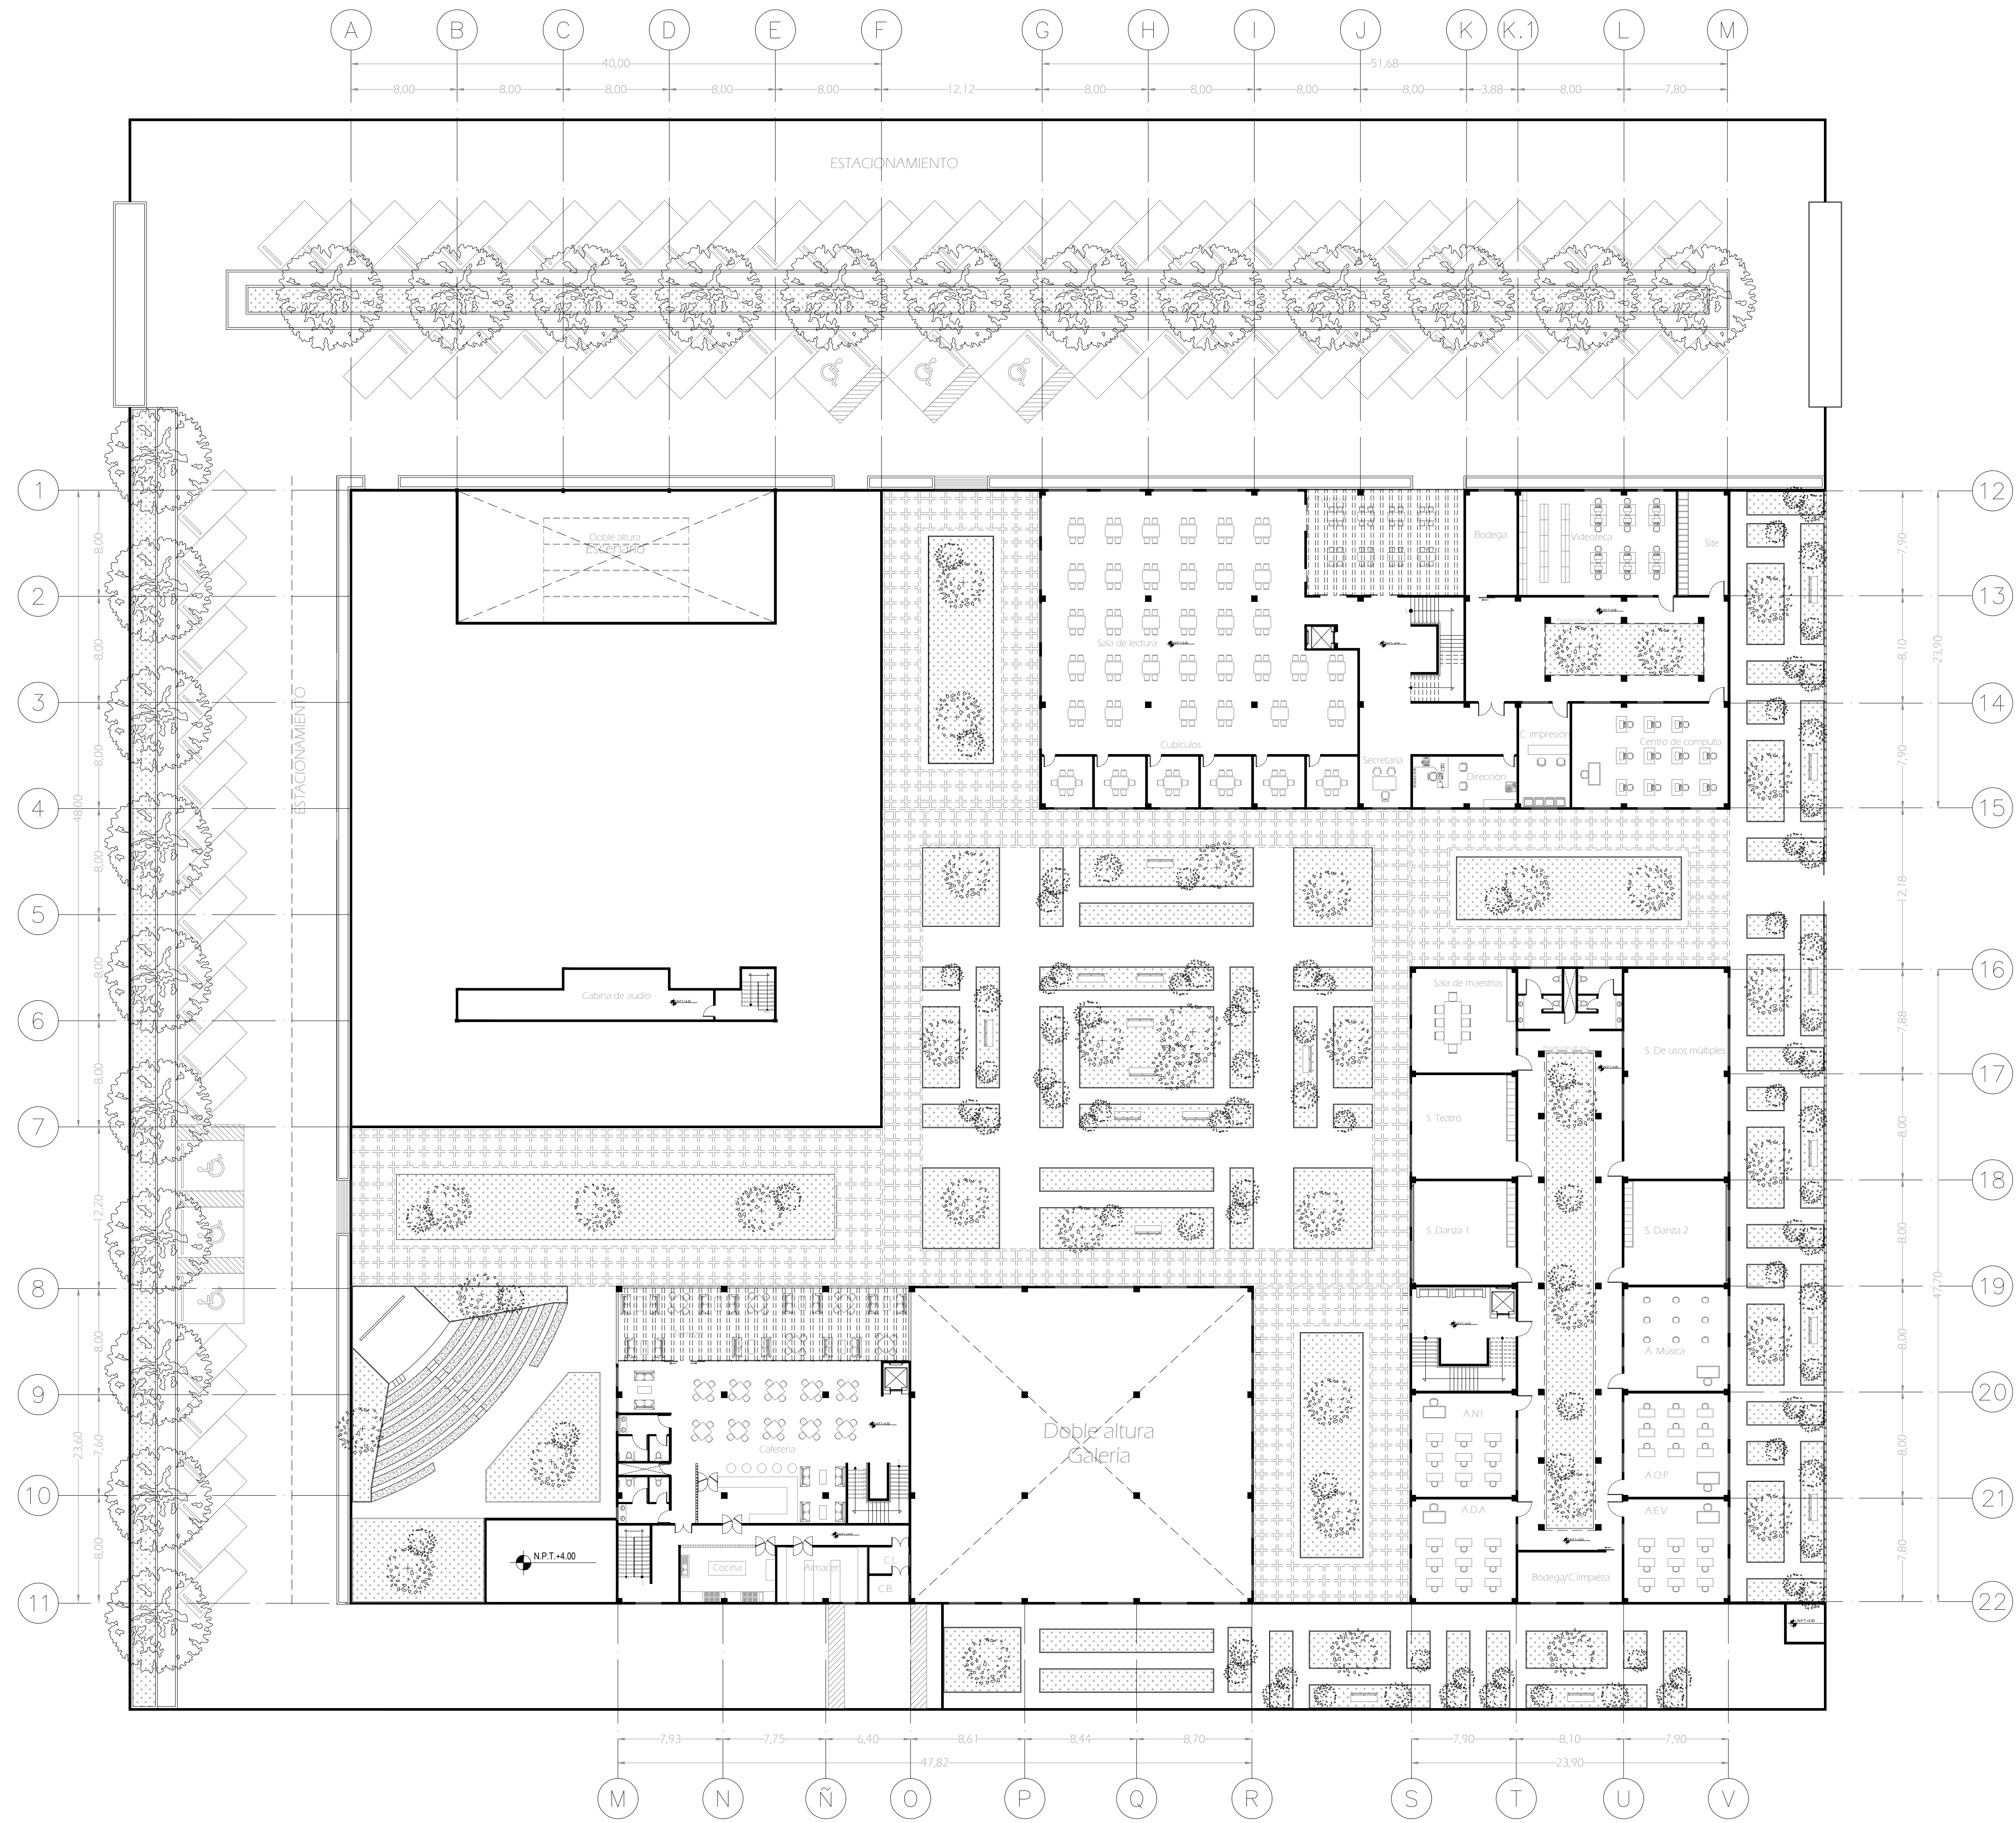 A B C D E F G H I J K K.1 L M
40,00 51,68
8,00 8,00 8,00 8,00 8,00 12,12 8,00 8,00 8,00 8,00 3,88 8,00 7,80
ESTACIONAMIENTO
1
2
3
4
5
6
7
8
9
10
11
8,00
8,00
8,00
8,00
8,00
8,00
48,00
12,20
8,00
7,60
8,00
23,60
ESTACIONAMIENTO
Doble altura
Escenario
Cabina de audio
Sala de lectura
Cubículos
Secretaria
Dirección
Bodega
Videoteca
Site
C. impresión
Centro de computo
Sala de maestros
S. De usos múltiples
S. Teatro
S. Danza 1
S. Danza 2
A. Música
A.N.I
A.O.P
A.D.A.
A.E.V
Bodega/C.limpieza
Cafetería
Doble altura
Galería
N.P.T.+4.00
Cocina
Almacen
C.L
C.B.
N.P.T.+4.00
12
13
14
15
16
17
18
19
20
21
22
7,90
8,10
7,90
23,90
12,18
7,88
8,00
8,00
8,00
8,00
7,80
47,70
7,93 7,75 6,40 8,61 8,44 8,70 7,90 8,10 7,90
47,82 23,90
M N Ñ O P Q R S T U V